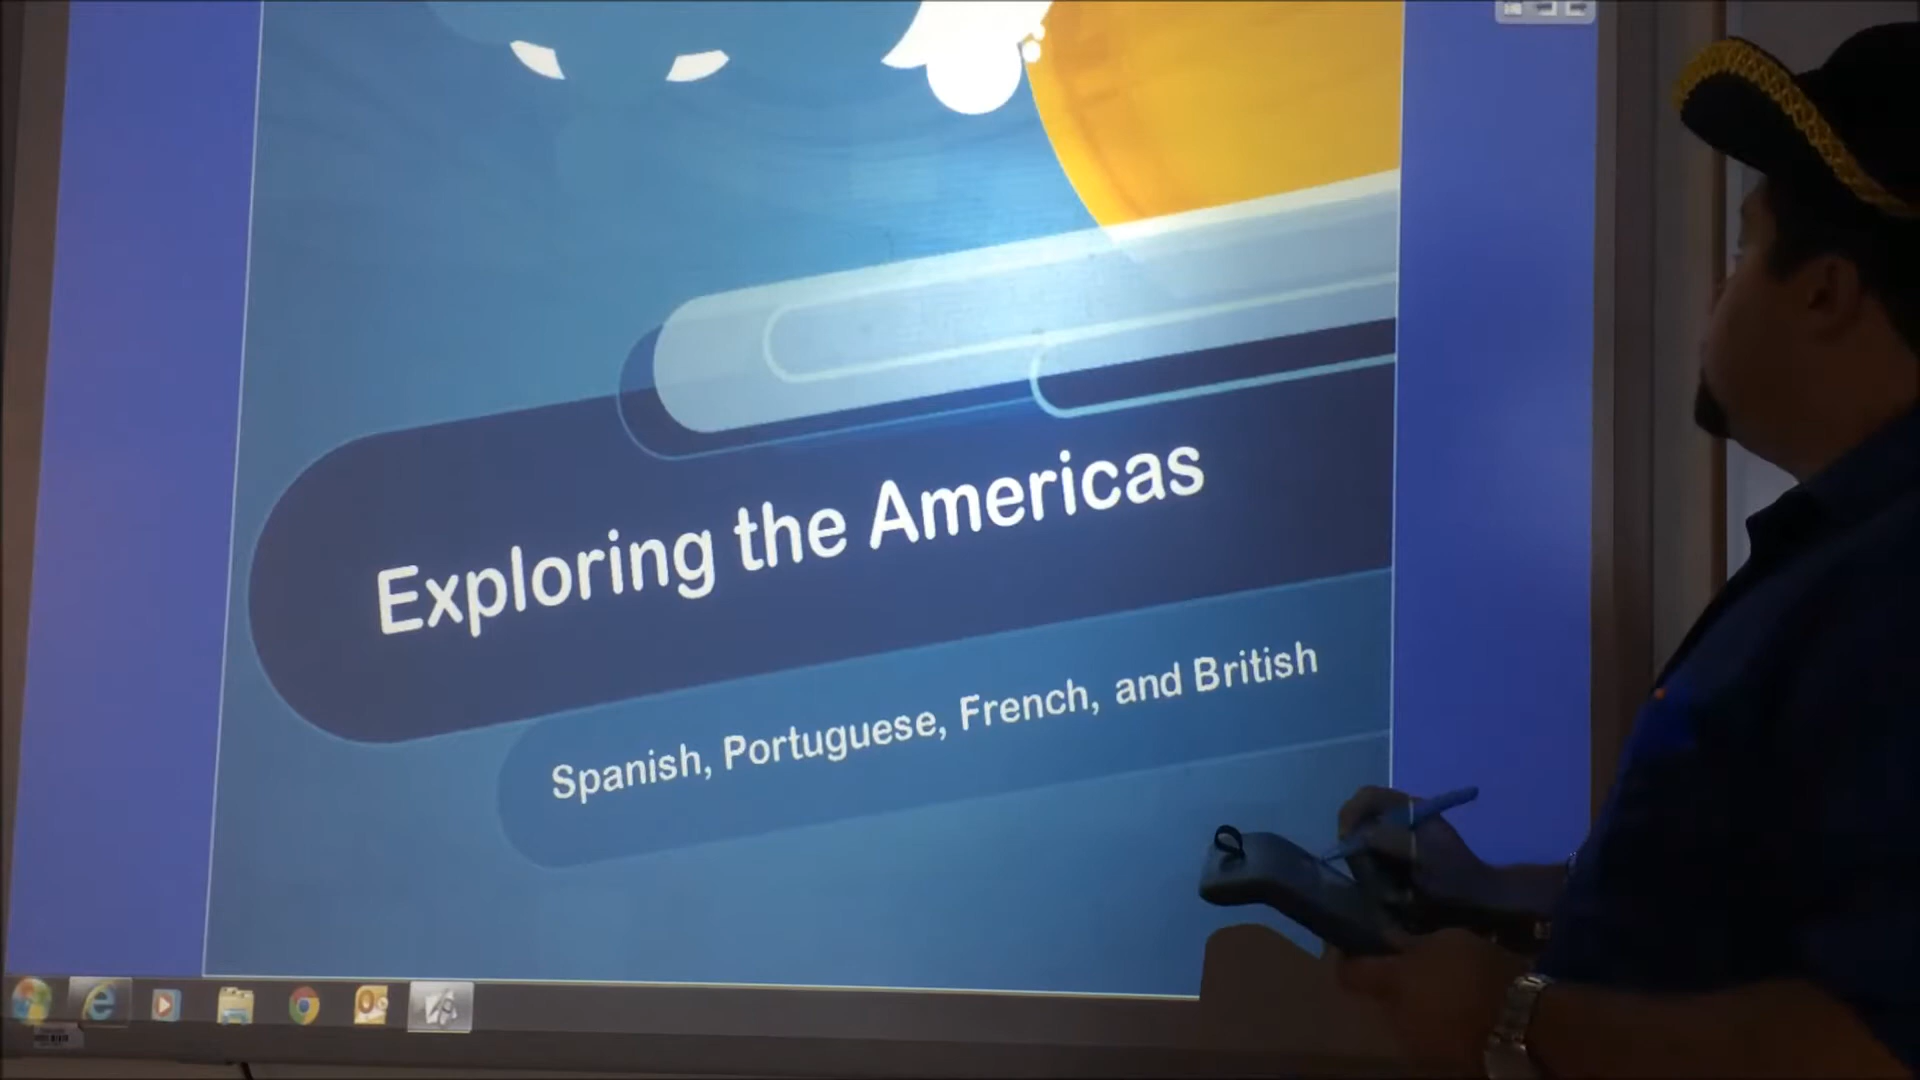 Exploring the Americas
Spanish, Portuguese, French, and British